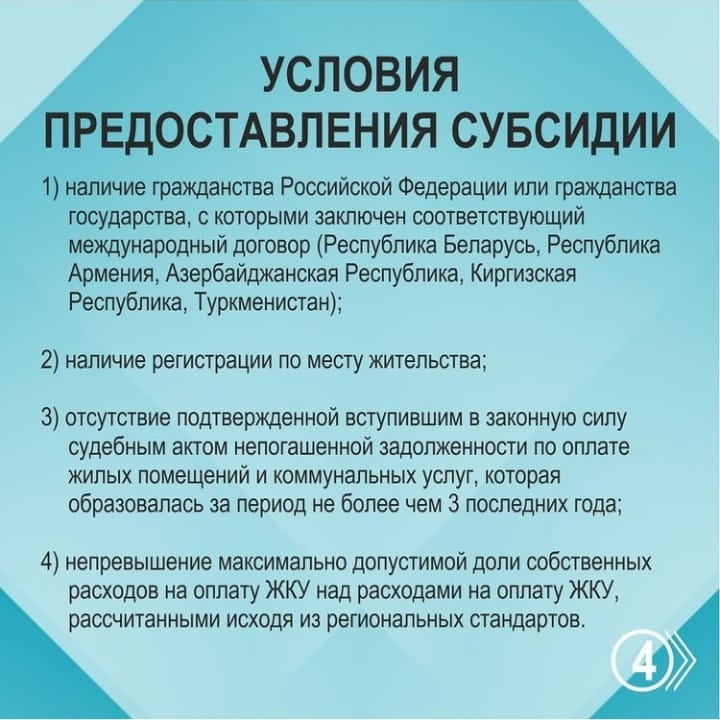 УСЛОВИЯ
ПРЕДОСТАВЛЕНИЯ СУБСИДИИ
1) наличие гражданства Российской Федерации или гражданства
государства, с которыми заключен соответствующий
международный договор (Республика Беларусь, Республика
Армения, Азербайджанская Республика, Киргизская
Республика, Туркменистан);
2) наличие регистрации по месту жительства;
3) отсутствие подтвержденной вступившим в законную силу
судебным актом непогашенной задолженности по оплате
жилых помещений и коммунальных услуг, которая
образовалась за период не более чем 3 последних года;
4) непревышение максимально допустимой доли собственных
расходов на оплату ЖКУ над расходами на оплату ЖКУ,
рассчитанными исходя из региональных стандартов.
4